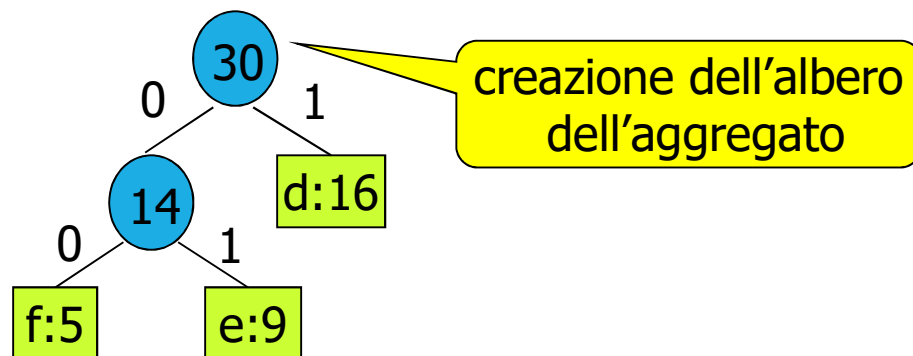 30
creazione dell’albero
dell’aggregato
0 1
14 d:16
0 1
f:5 e:9